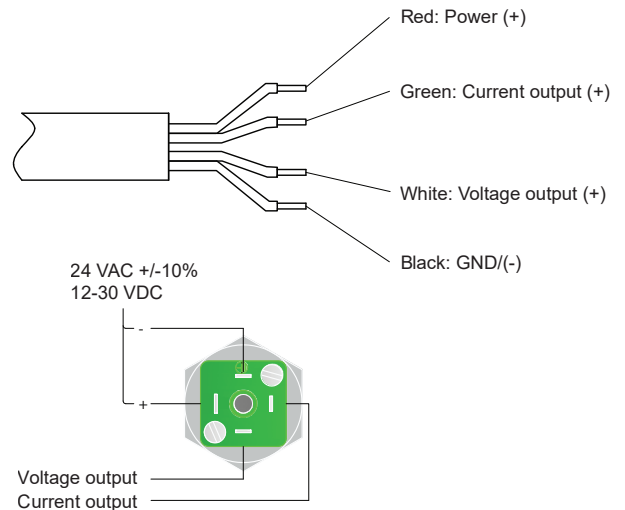 Red: Power (+)
Green: Current output (+)
White: Voltage output (+)
Black: GND/(-)
24 VAC +/-10%
12-30 VDC
-
+
Voltage output
Current output